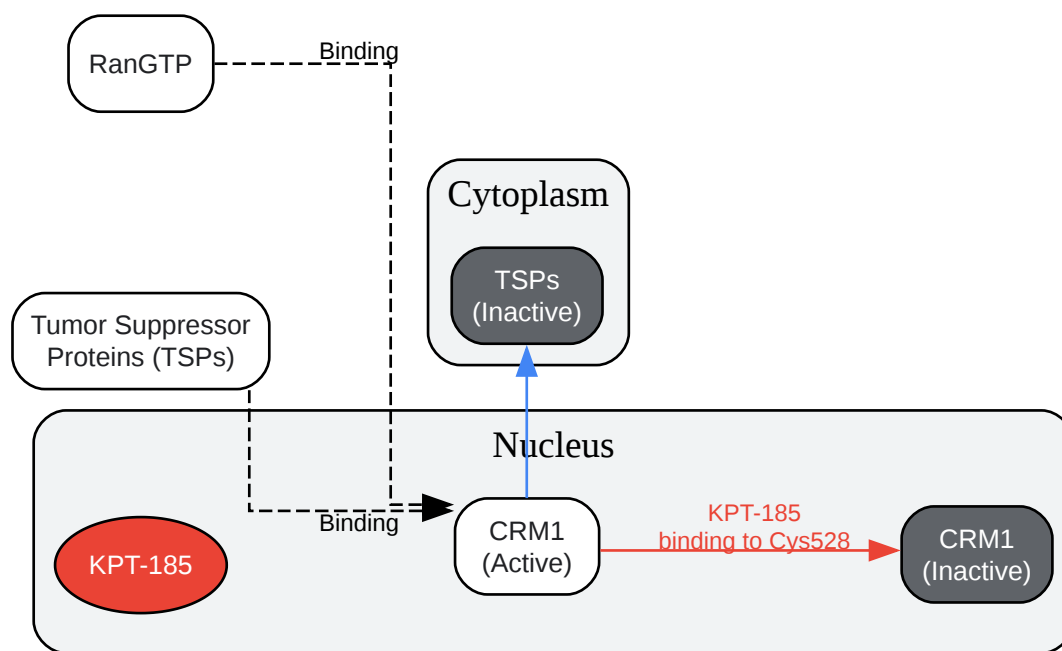 RanGTP
Binding
Cytoplasm
TSPs
(Inactive)
Tumor Suppressor
Proteins (TSPs)
Nucleus
Binding
KPT-185
CRM1
(Active)
KPT-185
binding to Cys528
CRM1
(Inactive)